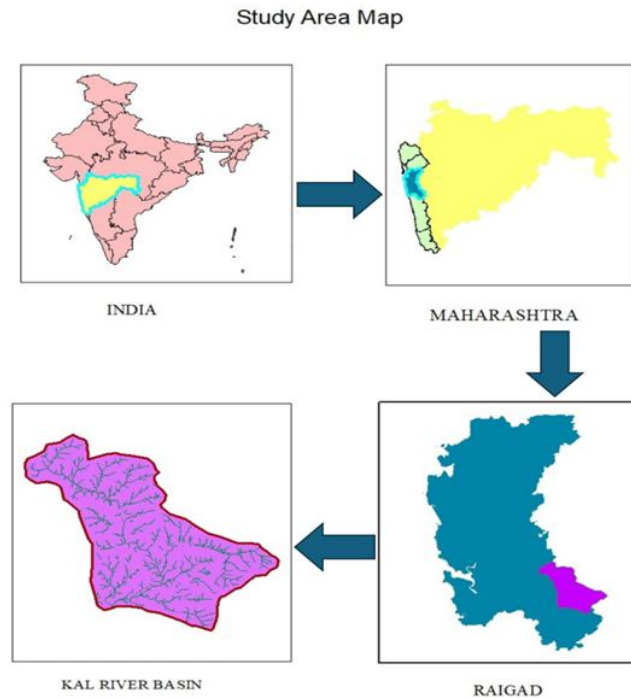 Study Area Map
INDIA
MAHARASHTRA
KAL RIVER BASIN
RAIGAD